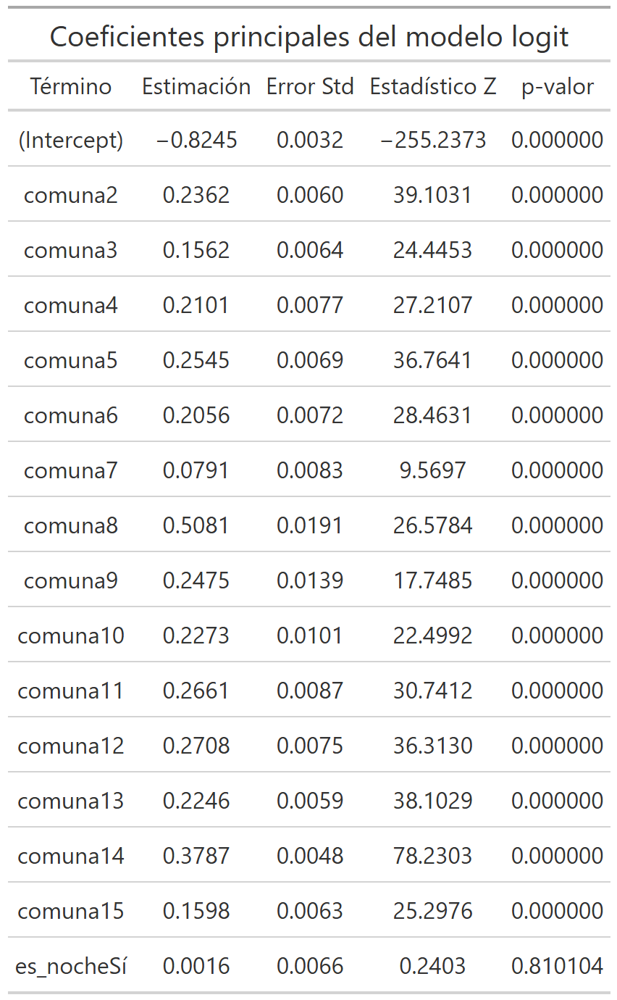 Coeficientes principales del modelo logit
Término Estimación Error Std Estadístico Z p-valor
(Intercept) −0.8245 0.0032 −255.2373 0.000000
comuna2 0.2362 0.0060 39.1031 0.000000
comuna3 0.1562 0.0064 24.4453 0.000000
comuna4 0.2101 0.0077 27.2107 0.000000
comuna5 0.2545 0.0069 36.7641 0.000000
comuna6 0.2056 0.0072 28.4631 0.000000
comuna7 0.0791 0.0083 9.5697 0.000000
comuna8 0.5081 0.0191 26.5784 0.000000
comuna9 0.2475 0.0139 17.7485 0.000000
comuna10 0.2273 0.0101 22.4992 0.000000
comuna11 0.2661 0.0087 30.7412 0.000000
comuna12 0.2708 0.0075 36.3130 0.000000
comuna13 0.2246 0.0059 38.1029 0.000000
comuna14 0.3787 0.0048 78.2303 0.000000
comuna15 0.1598 0.0063 25.2976 0.000000
es_nocheSí 0.0016 0.0066 0.2403 0.810104